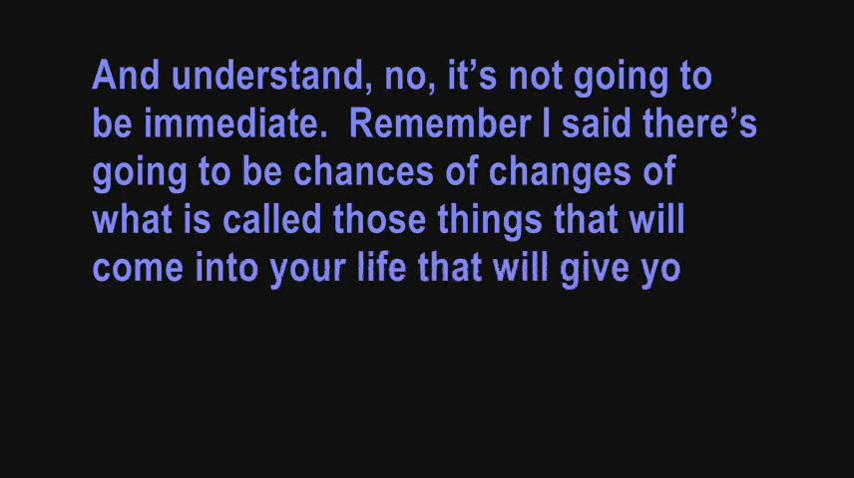 And understand, no, it’s not going to
be immediate.  Remember I said there’s
going to be chances of changes of
what is called those things that will
come into your life that will give yo